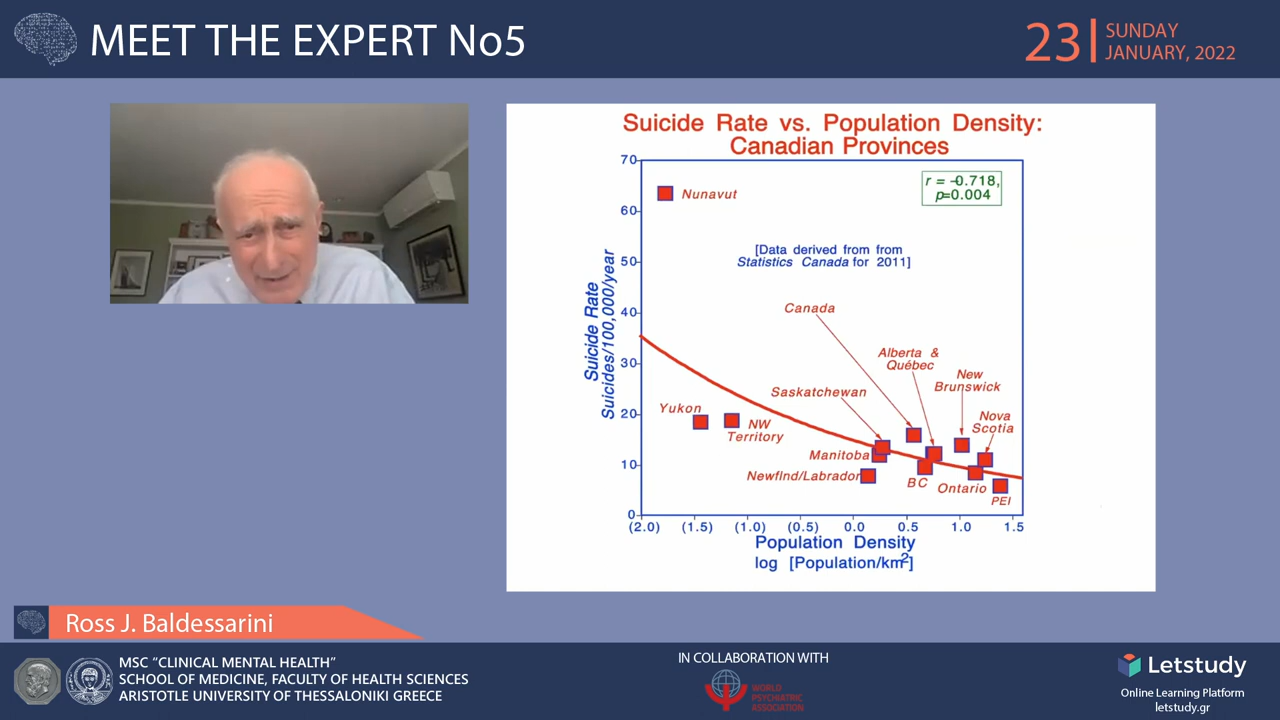 MEET THE EXPERT No5
23
SUNDAY
JANUARY, 2022
Suicide Rate vs. Population Density:
Canadian Provinces
r = -0.718,
p=0.004
[Data derived from from
Statistics Canada for 2011]
Suicide Rate
Suicides/100,000/year
70
60
50
40
30
20
10
0
Nunavut
Canada
Alberta &
Québec
New
Brunswick
Saskatchewan
Nova
Scotia
Yukon
NW
Territory
Manitoba
Newflnd/Labrador
BC
Ontario
PEI
(2.0) (1.5) (1.0) (0.5) 0.0 0.5 1.0 1.5
Population Density
log [Population/km2]
Ross J. Baldessarini
MSC "CLINICAL MENTAL HEALTH"
SCHOOL OF MEDICINE, FACULTY OF HEALTH SCIENCES
ARISTOTLE UNIVERSITY OF THESSALONIKI GREECE
IN COLLABORATION WITH
WORLD
PSYCHIATRIC
ASSOCIATION
Letstudy
Online Learning Platform
letstudy.gr